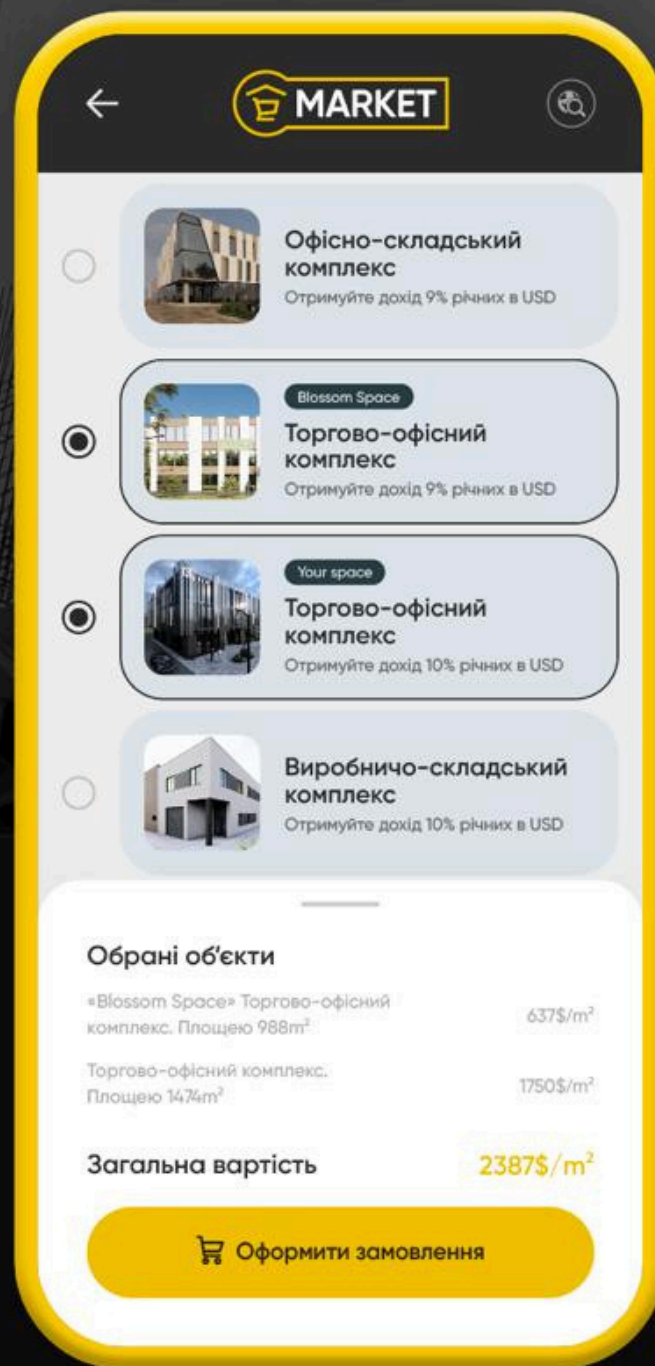 MARKET
Офісно-складський
комплекс
Отримуйте дохід 9% річних в USD
Blossom Space
Торгово-офісний
комплекс
Отримуйте дохід 9% річних в USD
Your space
Торгово-офісний
комплекс
Отримуйте дохід 10% річних в USD
Виробничо-складський
комплекс
Отримуйте дохід 10% річних в USD
Обрані об'єкти
«Blossom Space» Торгово-офісний
комплекс. Площею 988m² 637$/m²
Торгово-офісний комплекс.
Площею 1474m² 1750$/m²
Загальна вартість 2387$/m²
Оформити замовлення